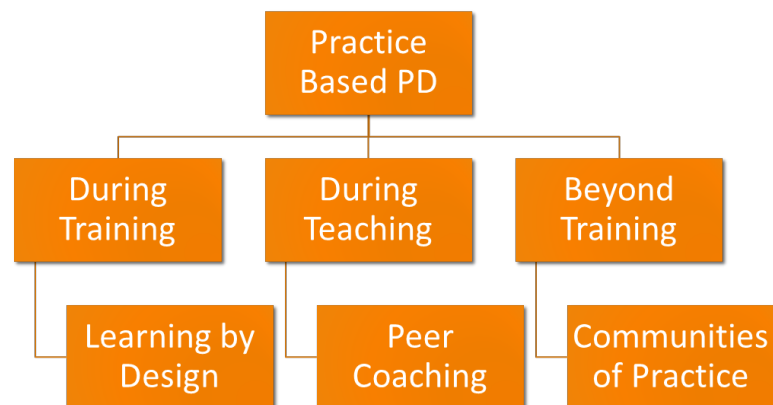 Practice
Based PD
During
Training
During
Teaching
Beyond
Training
Learning by
Design
Peer
Coaching
Communities
of Practice